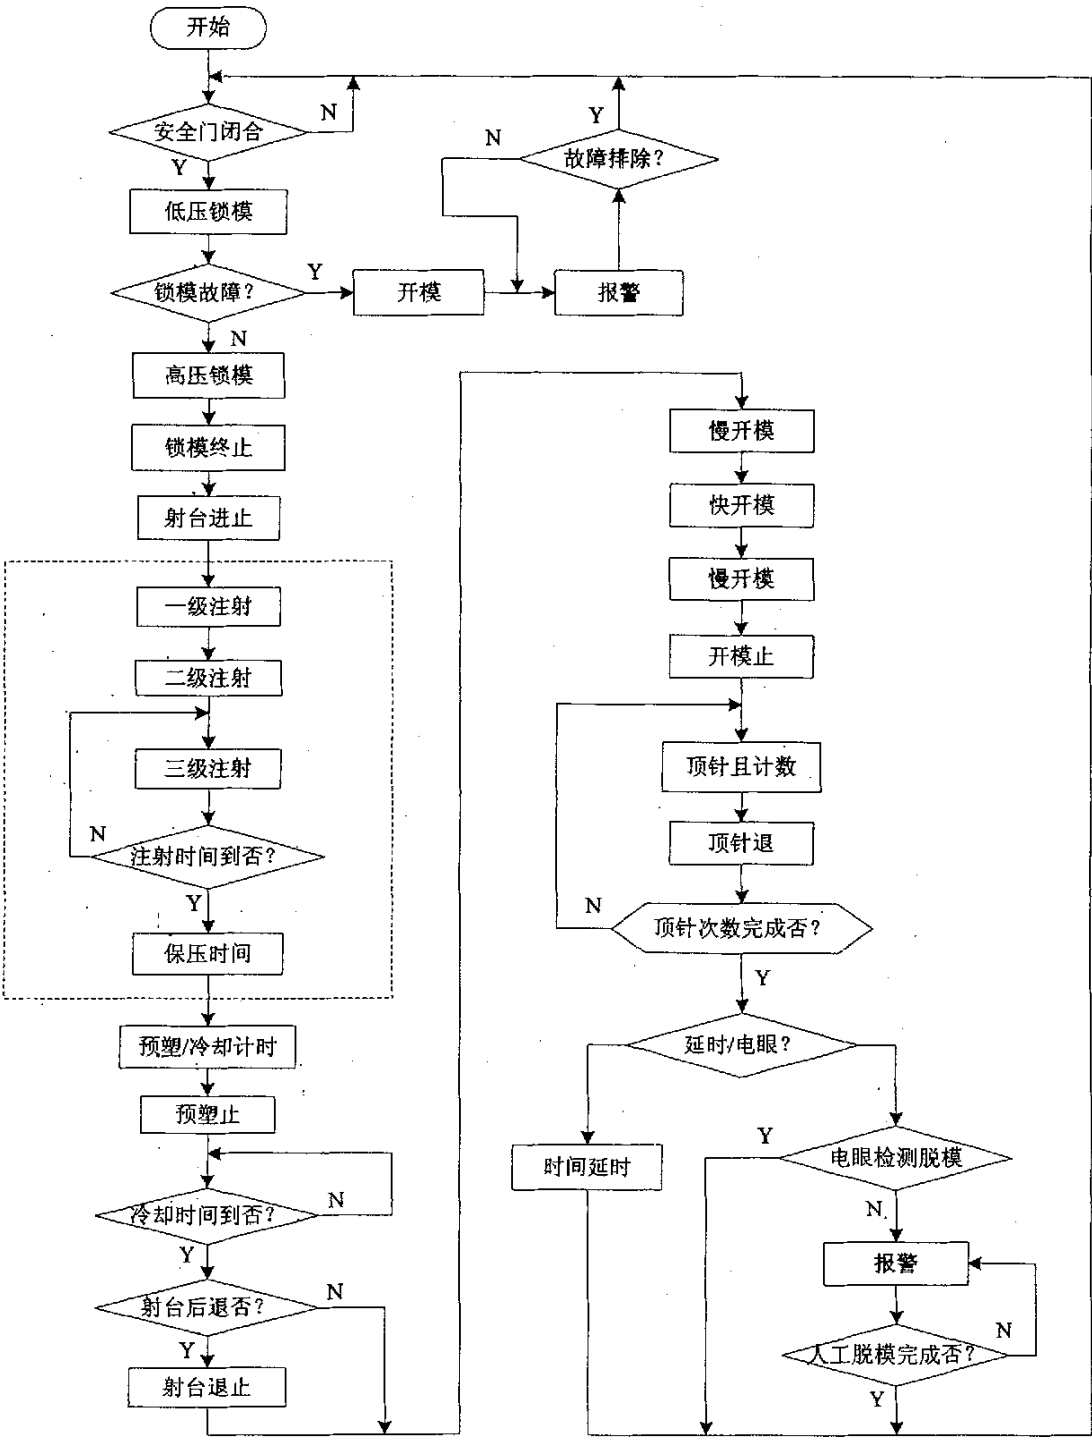 开始
安全门闭合
N
Y
低压锁模
锁模故障？
Y
N
开模
报警
故障排除？
N
Y
高压锁模
锁模终止
射台进止
一级注射
二级注射
三级注射
注射时间到否？
N
Y
保压时间
预塑/冷却计时
预塑止
冷却时间到否？
N
Y
射台后退否？
N
Y
射台退止
慢开模
快开模
慢开模
开模止
顶针且计数
顶针退
顶针次数完成否？
N
Y
延时/电眼？
时间延时
电眼检测脱模
Y
N
报警
人工脱模完成否？
N
Y